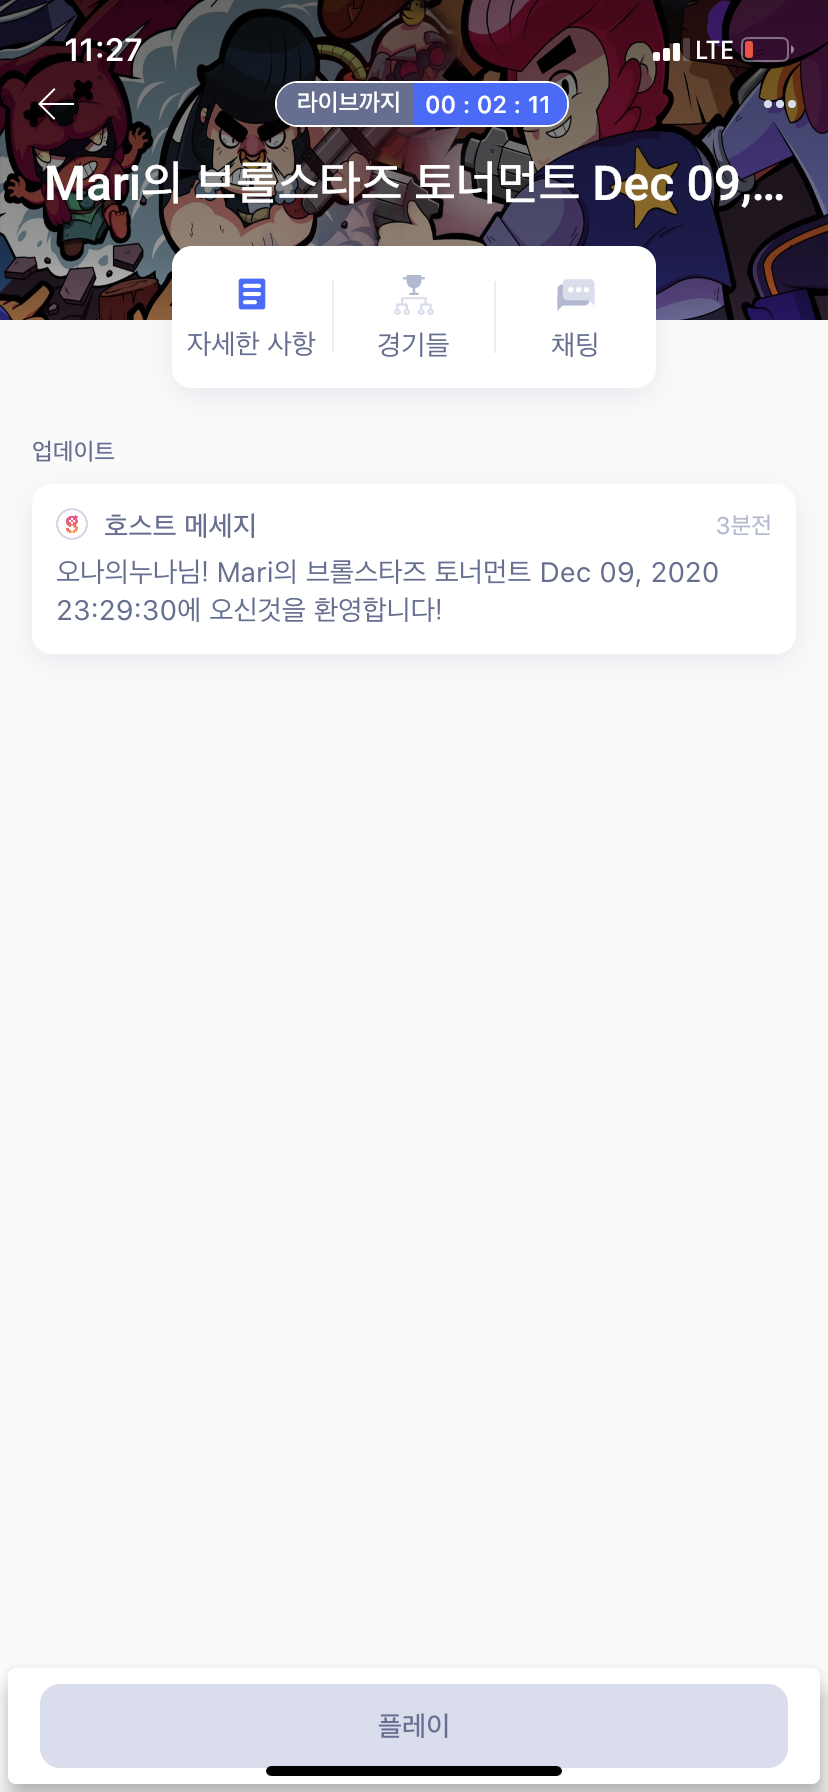 11:27
LTE
라이브까지 00 : 02 : 11
Mari의 브롤스타즈 토너먼트 Dec 09,...
자세한 사항
경기들
채팅
업데이트
호스트 메세지
3분전
오나의누나님! Mari의 브롤스타즈 토너먼트 Dec 09, 2020
23:29:30에 오신것을 환영합니다!
플레이